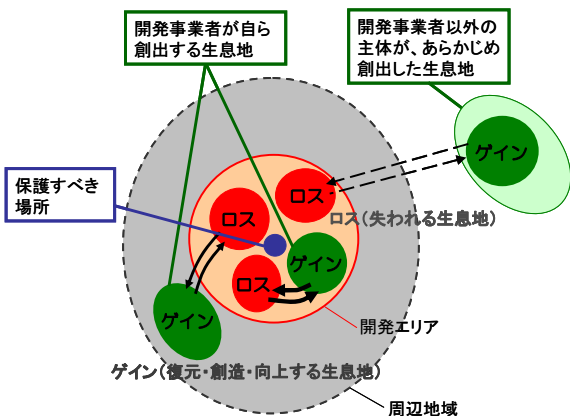 開発事業者が自ら
創出する生息地
開発事業者以外の
主体が、あらかじめ
創出した生息地
ゲイン
保護すべき
場所
ロス
ロス
ロス(失われる生息地)
ゲイン
ロス
ゲイン
開発エリア
ゲイン(復元・創造・向上する生息地)
周辺地域